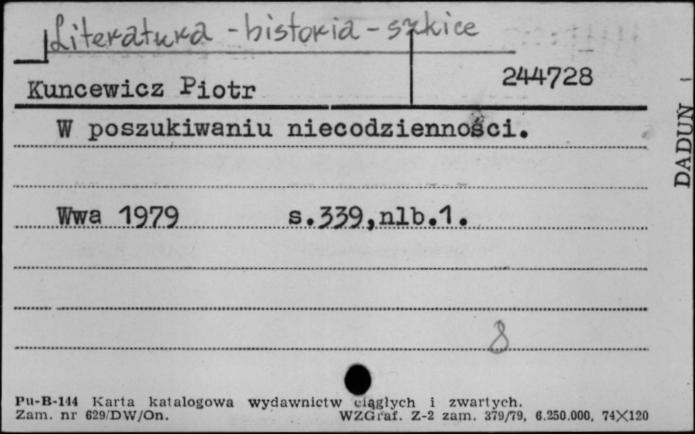 Literatura - historia - szkice
Kuncewicz Piotr 244728
W poszukiwaniu niecodzienności.
Wwa 1979 s.339,nlb.1.
8
Pu-B-144 Karta katalogowa wydawnictw ciągłych i zwartych.
Zam. nr 629/DW/On. WZGraf. Z-2 zam. 379/79, 6.250.000, 74X120
DADUN